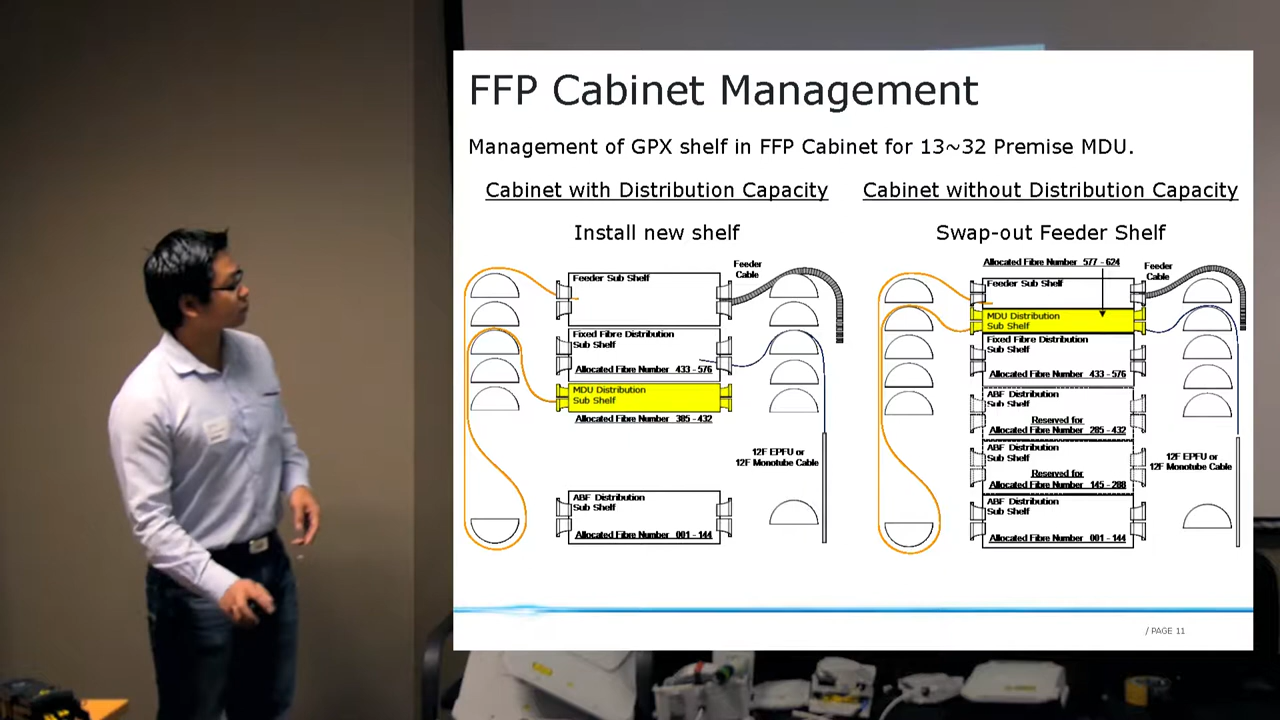 FFP Cabinet Management
Management of GPX shelf in FFP Cabinet for 13~32 Premise MDU.
Cabinet with Distribution Capacity
Install new shelf
Feeder
Cable
Feeder Sub Shelf
Fixed Fibre Distribution
Sub Shelf
Allocated Fibre Number 433 - 576
MDU Distribution
Sub Shelf
Allocated Fibre Number 385 - 432
12F EPFU or
12F Monotube Cable
ABF Distribution
Sub Shelf
Allocated Fibre Number 001 - 144
Cabinet without Distribution Capacity
Swap-out Feeder Shelf
Allocated Fibre Number 577 - 624
Feeder
Cable
Feeder Sub Shelf
MDU Distribution
Sub Shelf
Fixed Fibre Distribution
Sub Shelf
Allocated Fibre Number 433 - 576
ABF Distribution
Sub Shelf
Reserved for
Allocated Fibre Number 285 - 432
ABF Distribution
Sub Shelf
Reserved for
Allocated Fibre Number 145 - 288
12F EPFU or
12F Monotube Cable
ABF Distribution
Sub Shelf
Allocated Fibre Number 001 - 144
/ PAGE 11